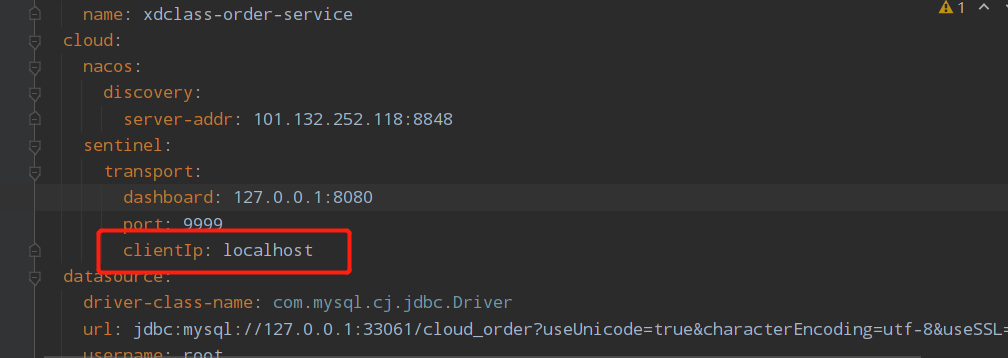 1
name: xdclass-order-service
cloud:
nacos:
discovery:
server-addr: 101.132.252.118:8848
sentinel:
transport:
dashboard: 127.0.0.1:8080
port: 9999
clientIp: localhost
datasource:
driver-class-name: com.mysql.cj.jdbc.Driver
url: jdbc:mysql://127.0.0.1:33061/cloud_order?useUnicode=true&characterEncoding=utf-8&useSSL=
username: root